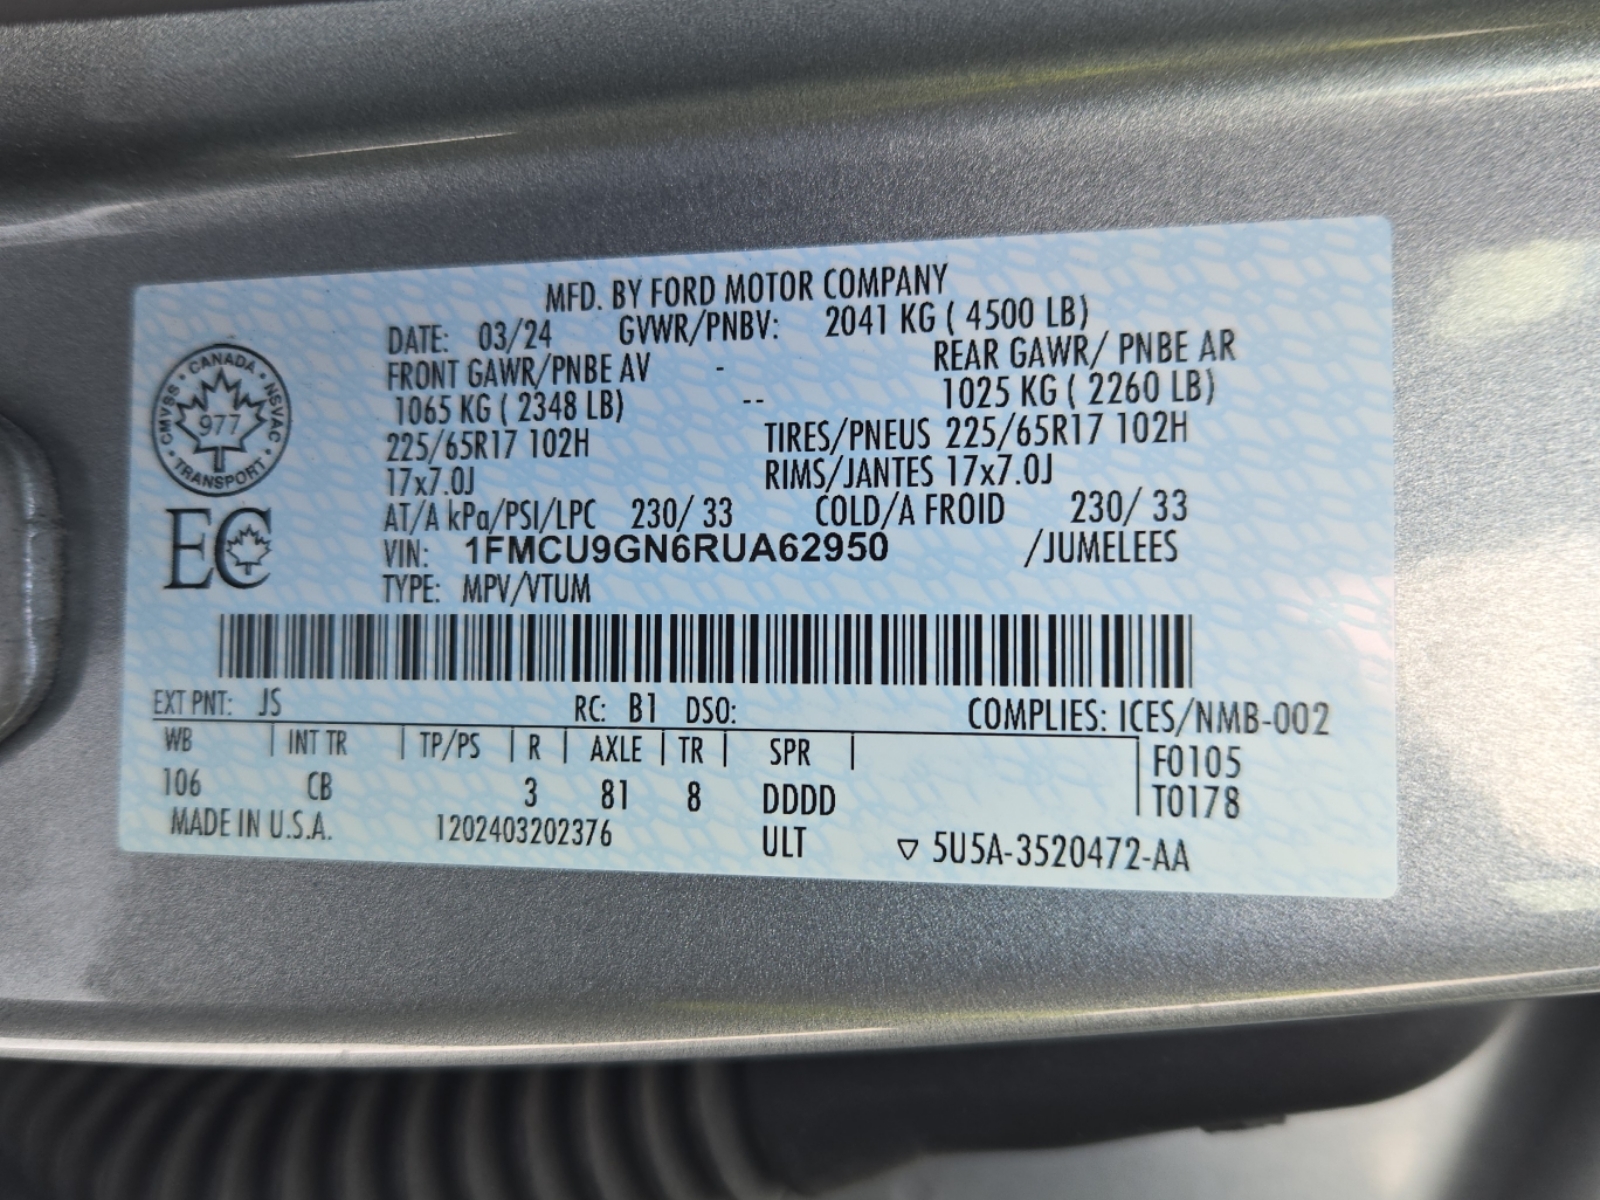 MFD. BY FORD MOTOR COMPANY
DATE: 03/24 GVWR/PNBV: 2041 KG ( 4500 LB)
FRONT GAWR/PNBE AV - REAR GAWR/ PNBE AR
1065 KG ( 2348 LB) -- 1025 KG ( 2260 LB)
225/65R17 102H TIRES/PNEUS 225/65R17 102H
17x7.0J RIMS/JANTES 17x7.0J
AT/A kPa/PSI/LPC 230/ 33 COLD/A FROID 230/ 33
VIN: 1FMCU9GN6RUA62950 /JUMELEES
TYPE: MPV/VTUM
CANADA • NSVAC • TRANSPORT • CMVSS •
977
EC
EXT PNT: JS RC: B1 DSO: COMPLIES: ICES/NMB-002
WB | INT TR | TP/PS | R | AXLE | TR | SPR | F0105
106 CB 3 81 8 DDDD T0178
MADE IN U.S.A. 1202403202376 ULT ▽ 5U5A-3520472-AA